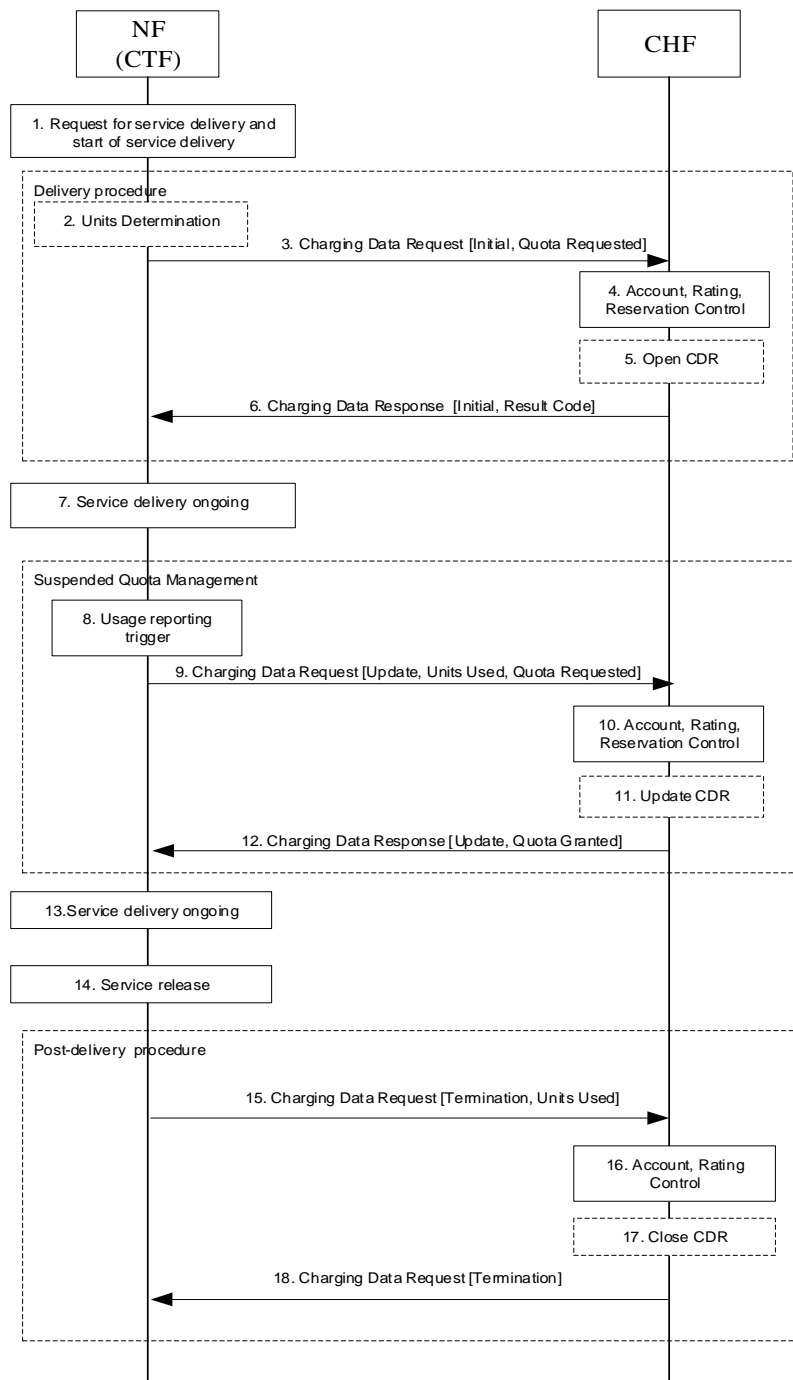 NF
(CTF)
CHF
1. Request for service delivery and
start of service delivery
Delivery procedure
2. Units Determination
3. Charging Data Request [Initial, Quota Requested]
4. Account, Rating,
Reservation Control
5. Open CDR
6. Charging Data Response [Initial, Result Code]
7. Service delivery ongoing
Suspended Quota Management
8. Usage reporting
trigger
9. Charging Data Request [Update, Units Used, Quota Requested]
10. Account, Rating,
Reservation Control
11. Update CDR
12. Charging Data Response [Update, Quota Granted]
13.Service delivery ongoing
14. Service release
Post-delivery procedure
15. Charging Data Request [Termination, Units Used]
16. Account, Rating
Control
17. Close CDR
18. Charging Data Request [Termination]